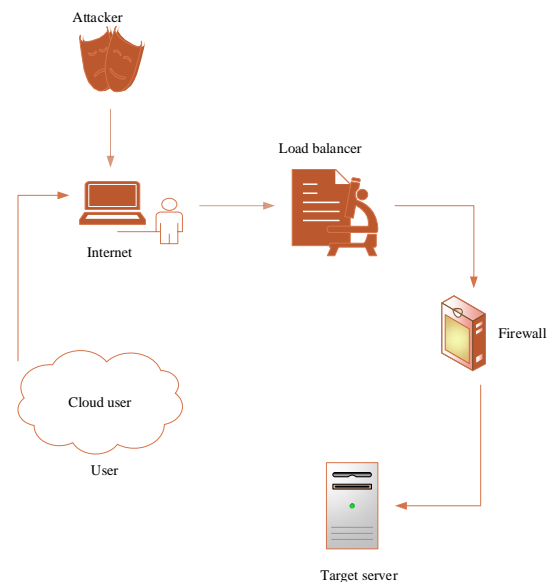 Attacker
Load balancer
Internet
Firewall
Cloud user
User
Target server